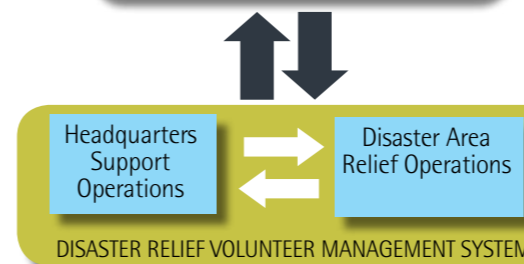 Headquarters
Support
Operations
Disaster Area
Relief Operations
DISASTER RELIEF VOLUNTEER MANAGEMENT SYSTEM